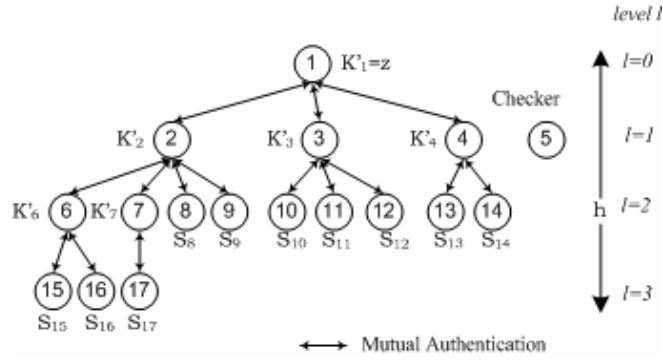 level l
1 K'₁=z l=0
Checker
K'₂ 2 K'₃ 3 K'₄ 4 5 l=1
K'₆ 6 K'₇ 7 8 9 10 11 12 13 14 h l=2
S₈ S₉ S₁₀ S₁₁ S₁₂ S₁₃ S₁₄
15 16 17 l=3
S₁₅ S₁₆ S₁₇
Mutual Authentication